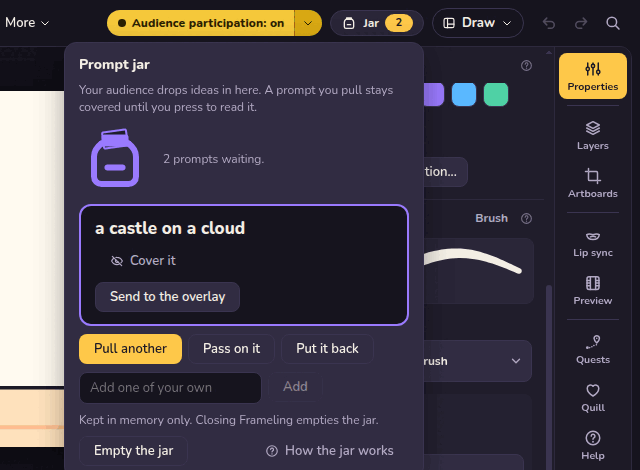 More
Audience participation: on
Jar 2
Draw
Prompt jar
Your audience drops ideas in here. A prompt you pull stays
covered until you press to read it.
2 prompts waiting.
a castle on a cloud
Cover it
Send to the overlay
Pull another
Pass on it
Put it back
Add one of your own
Add
Kept in memory only. Closing Frameling empties the jar.
Empty the jar
How the jar works
Brush
Properties
Layers
Artboards
Lip sync
Preview
Quests
Quill
Help